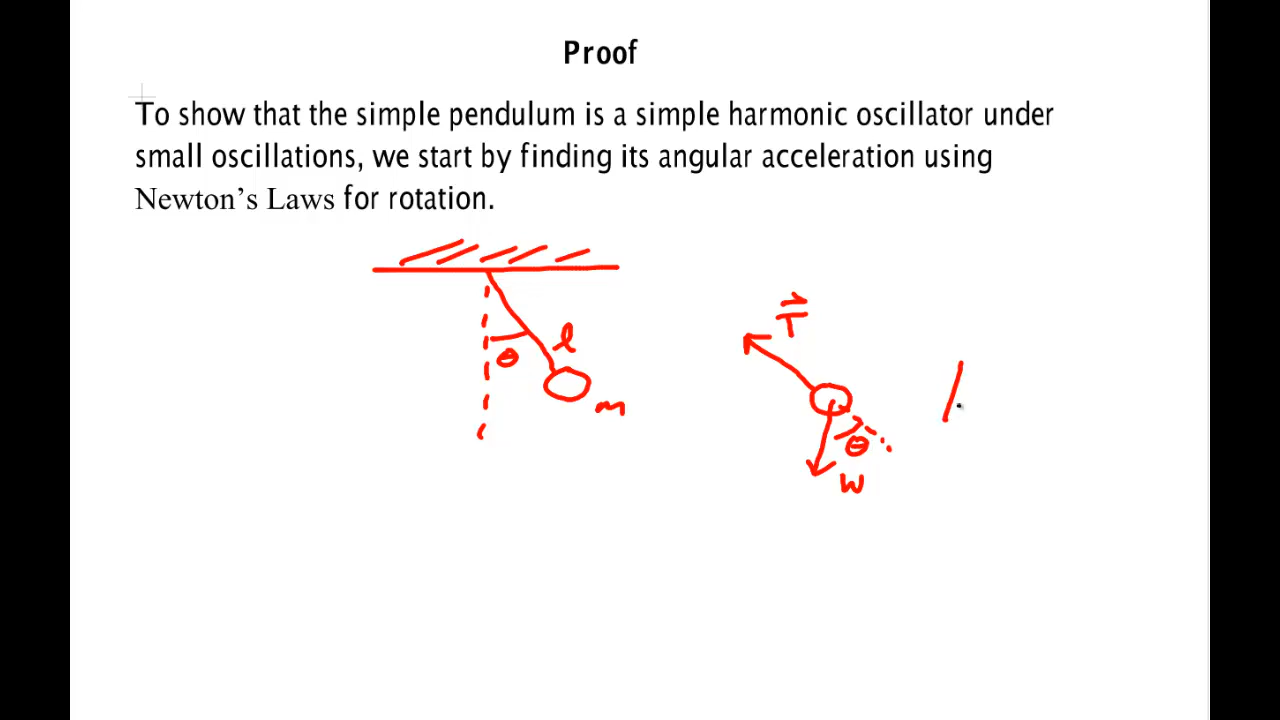 Proof
To show that the simple pendulum is a simple harmonic oscillator under
small oscillations, we start by finding its angular acceleration using
Newton’s Laws for rotation.
T⃗
l
θ
m
θ
W